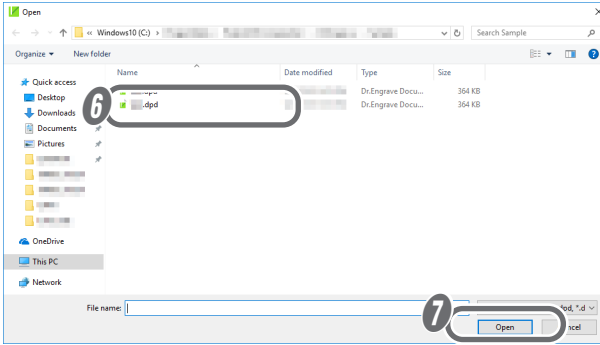 Open
« Windows10 (C:) ›
Search Sample
Organize
New folder
Name
Date modified
Type
Size
Quick access
Desktop
Downloads
Documents
Pictures
OneDrive
This PC
Network
.dpd
Dr.Engrave Docu...
364 KB
.dpd
Dr.Engrave Docu...
364 KB
6
File name:
7
*.d
Open